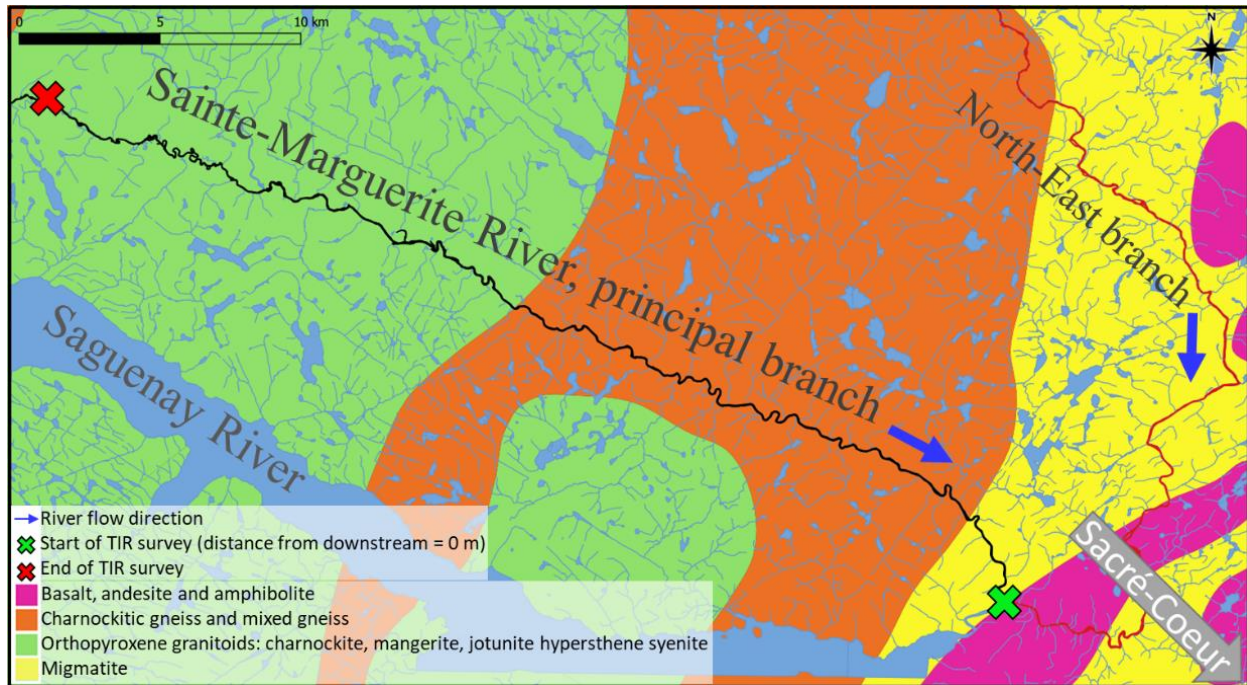 0 5 10 km
N
Sainte-Marguerite River, principal branch
North-East branch
Saguenay River
Sacré-Coeur
River flow direction
Start of TIR survey (distance from downstream = 0 m)
End of TIR survey
Basalt, andesite and amphibolite
Charnockitic gneiss and mixed gneiss
Orthopyroxene granitoids: charnockite, mangerite, jotunite hypersthene syenite
Migmatite